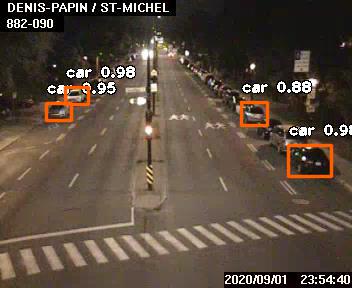 DENIS-PAPIN / ST-MICHEL
882-090
car 0.98
car 0.95
car 0.88
car 0.98
2020/09/01 23:54:40